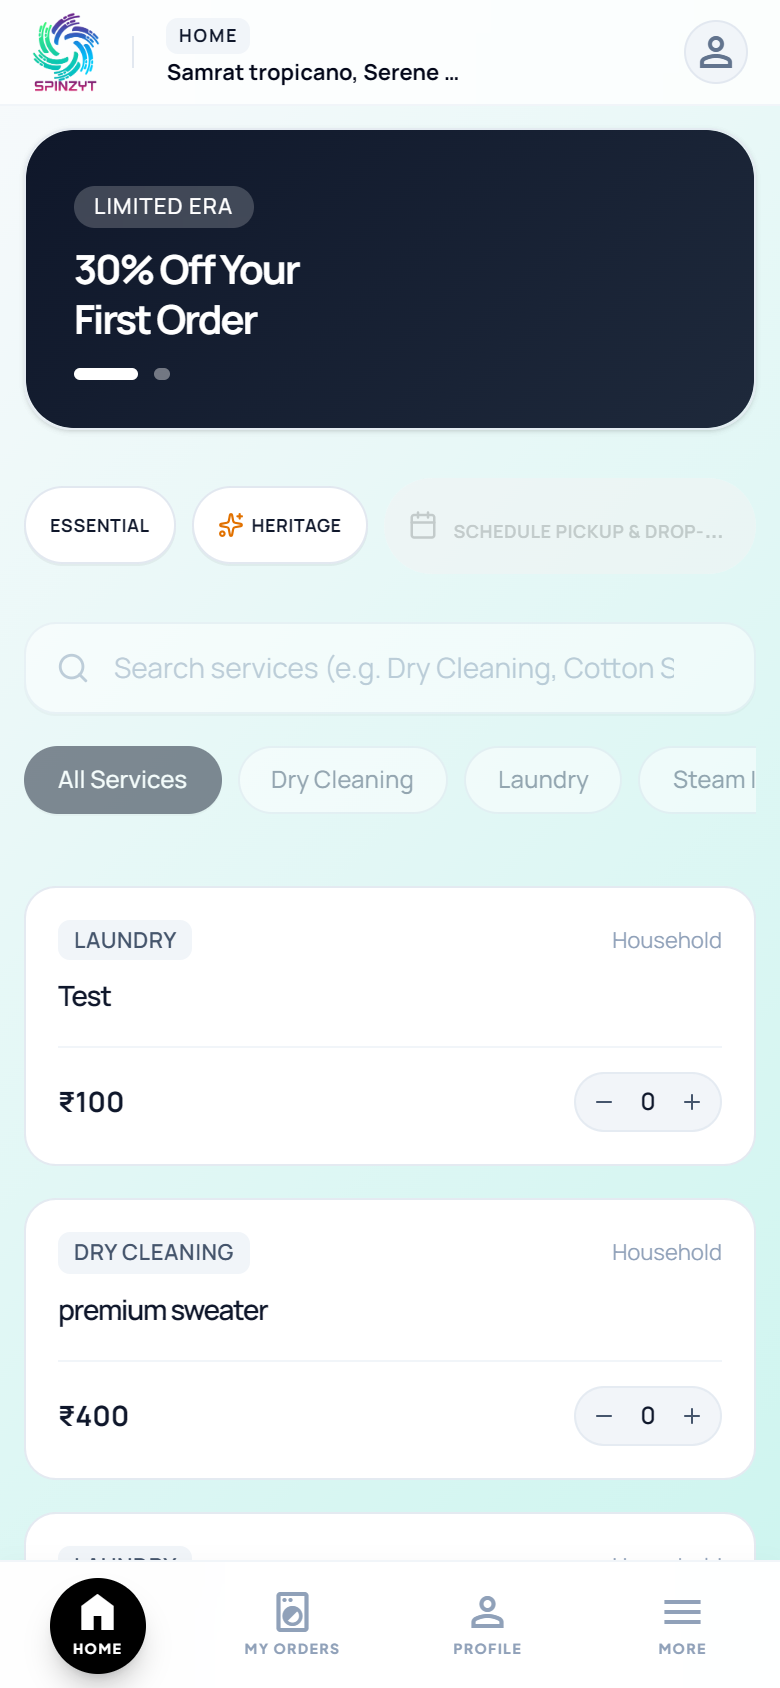 SPINZYT
HOME
Samrat tropicano, Serene ...
LIMITED ERA
30% Off Your
First Order
ESSENTIAL
HERITAGE
SCHEDULE PICKUP & DROP-...
Search services (e.g. Dry Cleaning, Cotton S
All Services
Dry Cleaning
Laundry
Steam I
LAUNDRY
Household
Test
₹100
0
DRY CLEANING
Household
premium sweater
₹400
0
LAUNDRY
Household
HOME
MY ORDERS
PROFILE
MORE